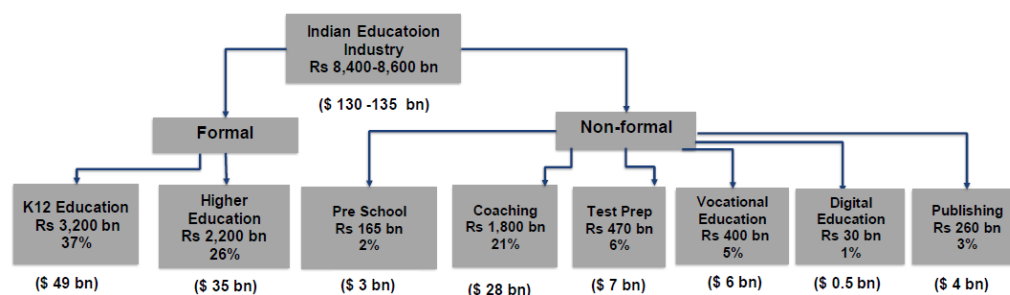 Indian Educatoion
Industry
Rs 8,400-8,600 bn
($ 130 -135 bn)
Formal
Non-formal
K12 Education
Rs 3,200 bn
37%
Higher
Education
Rs 2,200 bn
26%
Pre School
Rs 165 bn
2%
Coaching
Rs 1,800 bn
21%
Test Prep
Rs 470 bn
6%
Vocational
Education
Rs 400 bn
5%
Digital
Education
Rs 30 bn
1%
Publishing
Rs 260 bn
3%
($ 49 bn)
($ 35 bn)
($ 3 bn)
($ 28 bn)
($ 7 bn)
($ 6 bn)
($ 0.5 bn)
($ 4 bn)